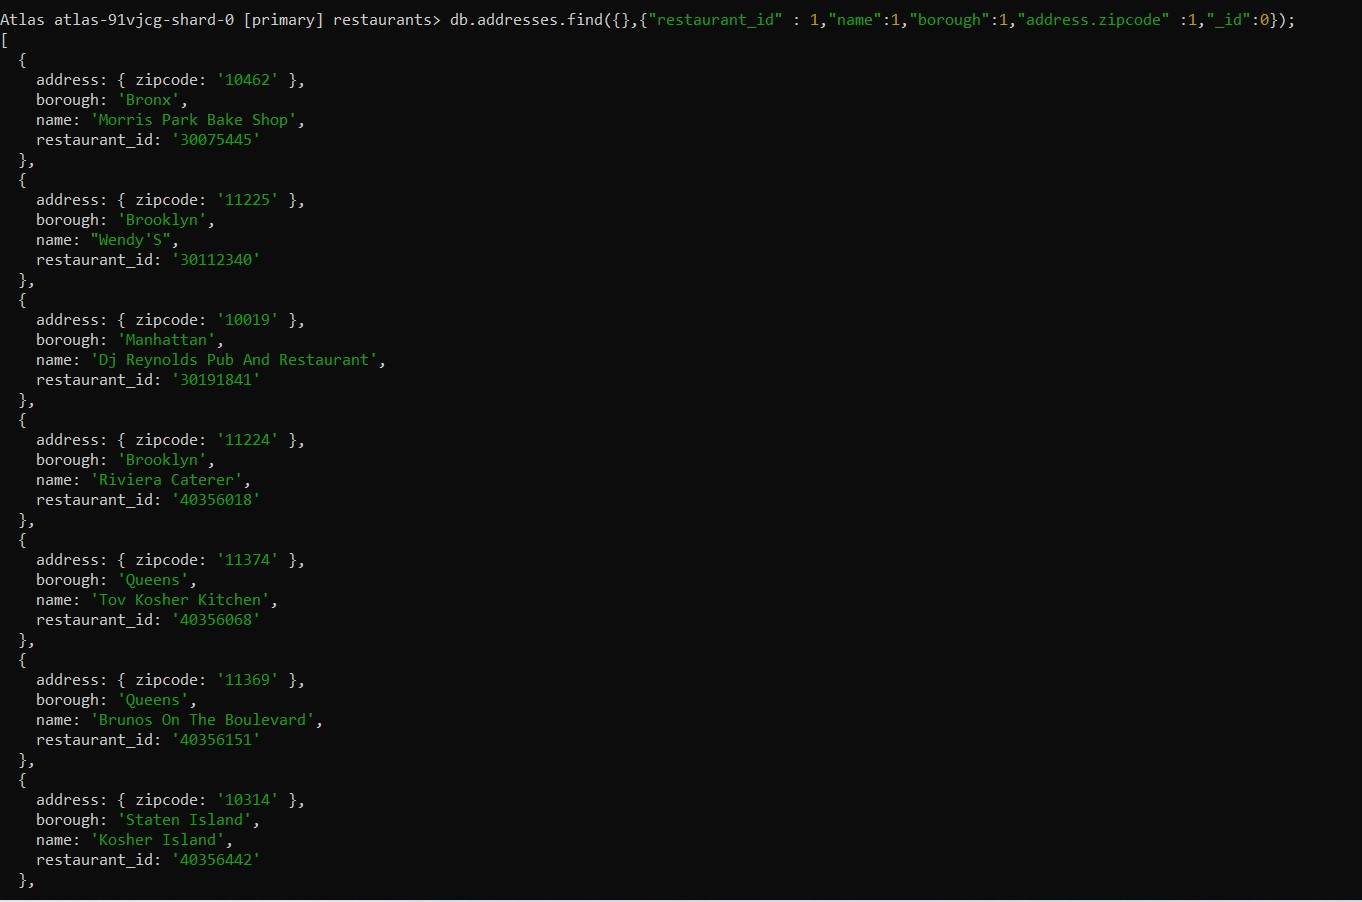 Atlas atlas-91vjcg-shard-0 [primary] restaurants> db.addresses.find({},{"restaurant_id" : 1,"name":1,"borough":1,"address.zipcode" :1,"_id":0});
[
  {
    address: { zipcode: '10462' },
    borough: 'Bronx',
    name: 'Morris Park Bake Shop',
    restaurant_id: '30075445'
  },
  {
    address: { zipcode: '11225' },
    borough: 'Brooklyn',
    name: "Wendy'S",
    restaurant_id: '30112340'
  },
  {
    address: { zipcode: '10019' },
    borough: 'Manhattan',
    name: 'Dj Reynolds Pub And Restaurant',
    restaurant_id: '30191841'
  },
  {
    address: { zipcode: '11224' },
    borough: 'Brooklyn',
    name: 'Riviera Caterer',
    restaurant_id: '40356018'
  },
  {
    address: { zipcode: '11374' },
    borough: 'Queens',
    name: 'Tov Kosher Kitchen',
    restaurant_id: '40356068'
  },
  {
    address: { zipcode: '11369' },
    borough: 'Queens',
    name: 'Brunos On The Boulevard',
    restaurant_id: '40356151'
  },
  {
    address: { zipcode: '10314' },
    borough: 'Staten Island',
    name: 'Kosher Island',
    restaurant_id: '40356442'
  },